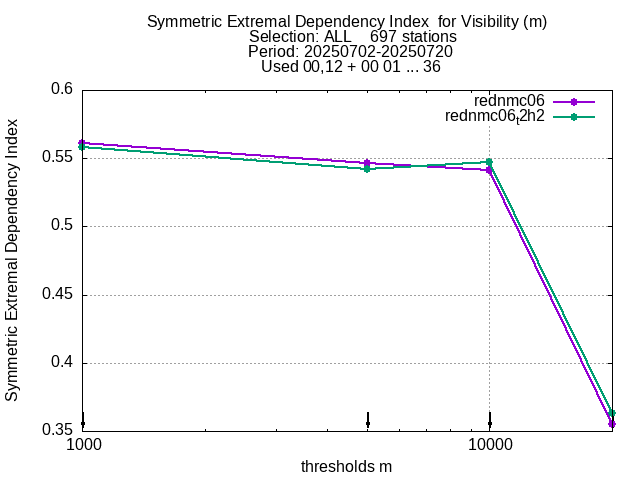 Symmetric Extremal Dependency Index  for Visibility (m)
Selection: ALL    697 stations
Period: 20250702-20250720
Used 00,12 + 00 01 ... 36
rednmc06
rednmc06t2h2
0.6
0.55
0.5
0.45
0.4
0.35
Symmetric Extremal Dependency Index
1000
10000
thresholds m